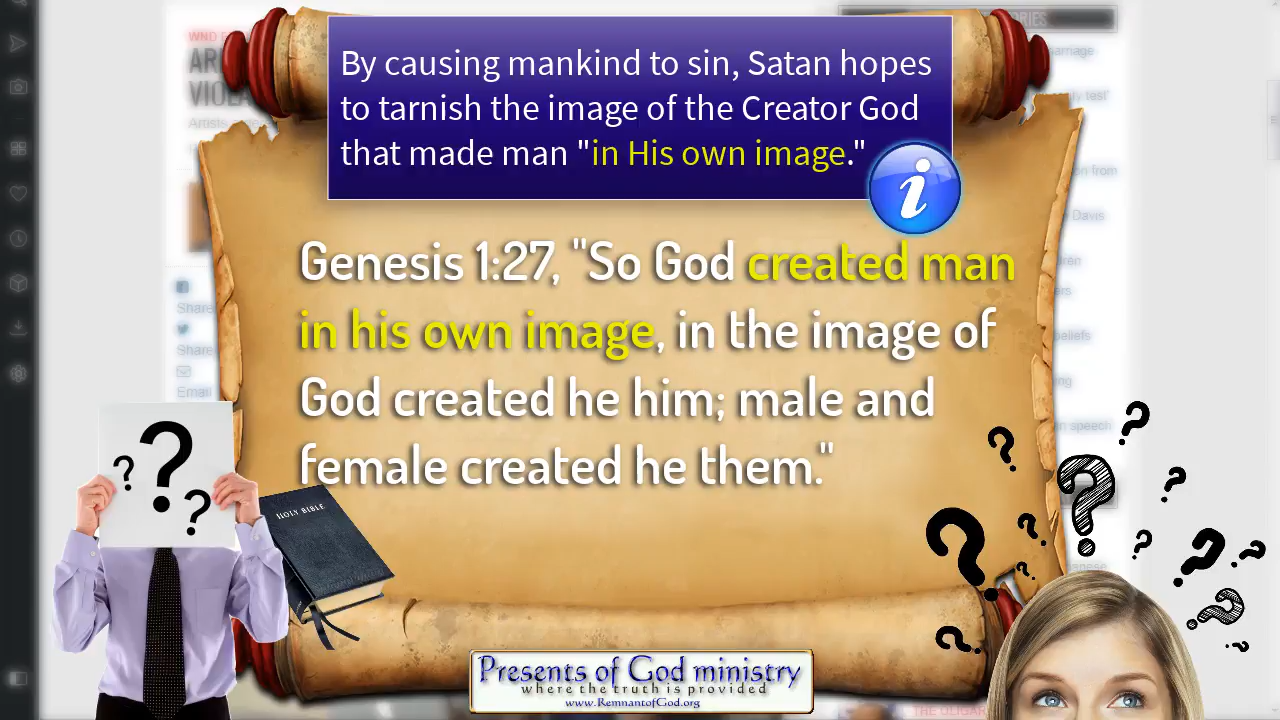 By causing mankind to sin, Satan hopes
to tarnish the image of the Creator God
that made man "in His own image."
i
Genesis 1:27, "So God created man
in his own image, in the image of
God created he him; male and
female created he them."
? ? ?
HOLY BIBLE
Presents of God ministry
where the truth is provided
www.RemnantofGod.org
Share
Share
Email